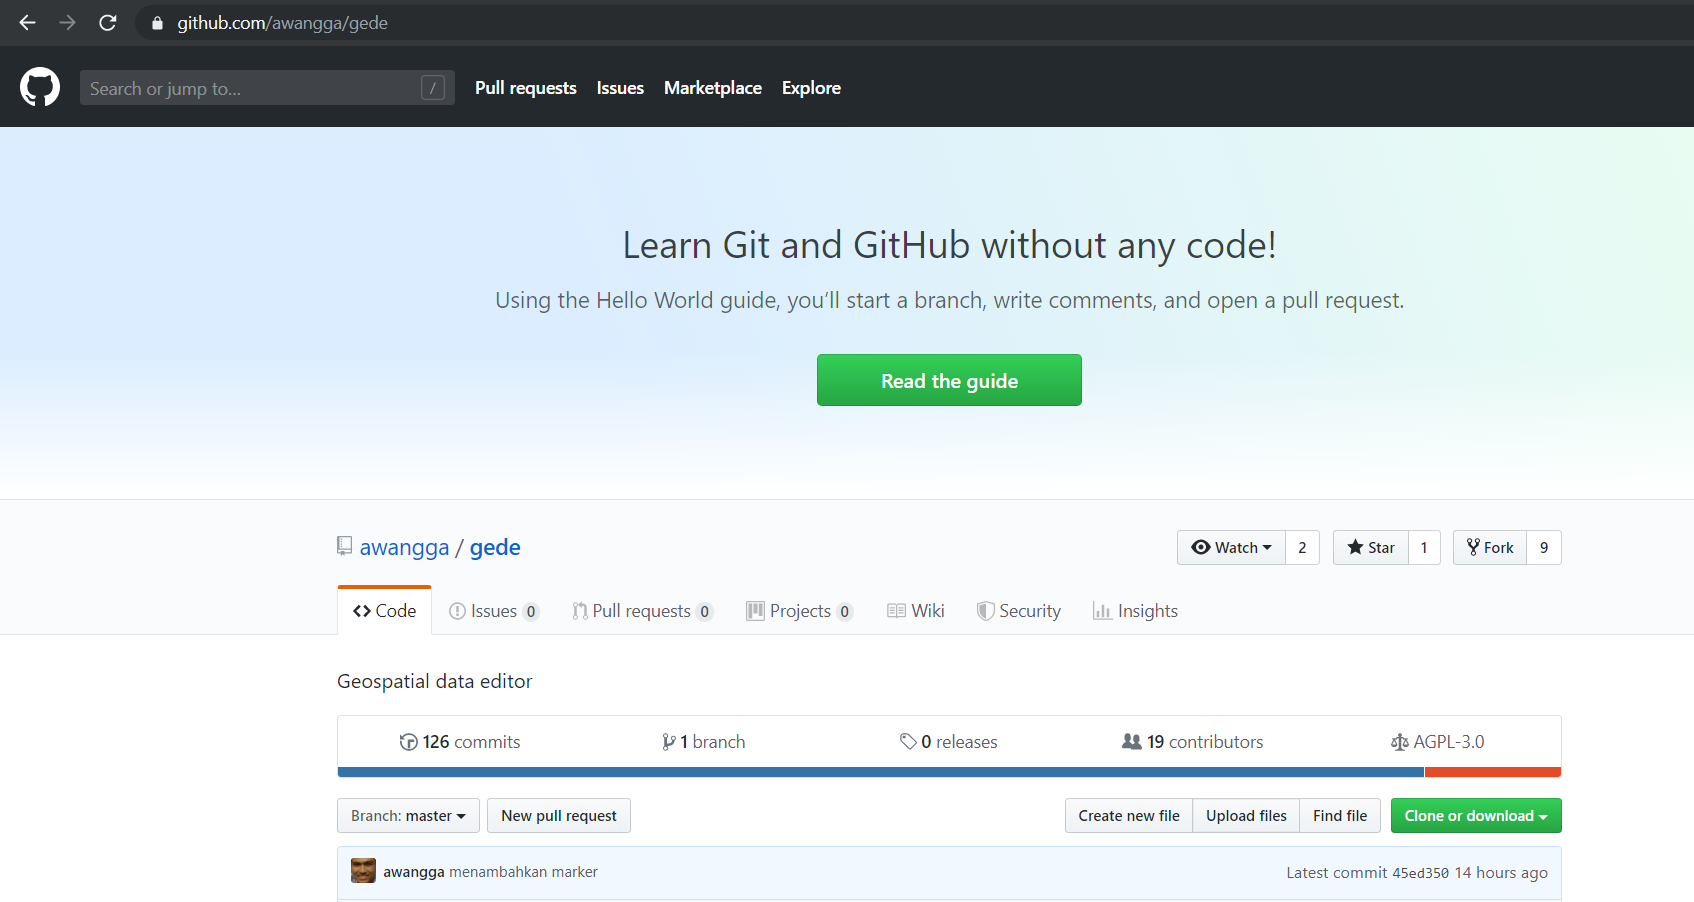 github.com/awangga/gede
Search or jump to... /
Pull requests Issues Marketplace Explore
Learn Git and GitHub without any code!
Using the Hello World guide, you’ll start a branch, write comments, and open a pull request.
Read the guide
awangga / gede
Watch 2 Star 1 Fork 9
Code Issues 0 Pull requests 0 Projects 0 Wiki Security Insights
Geospatial data editor
126 commits 1 branch 0 releases 19 contributors AGPL-3.0
Branch: master New pull request Create new file Upload files Find file Clone or download
awangga menambahkan marker Latest commit 45ed350 14 hours ago